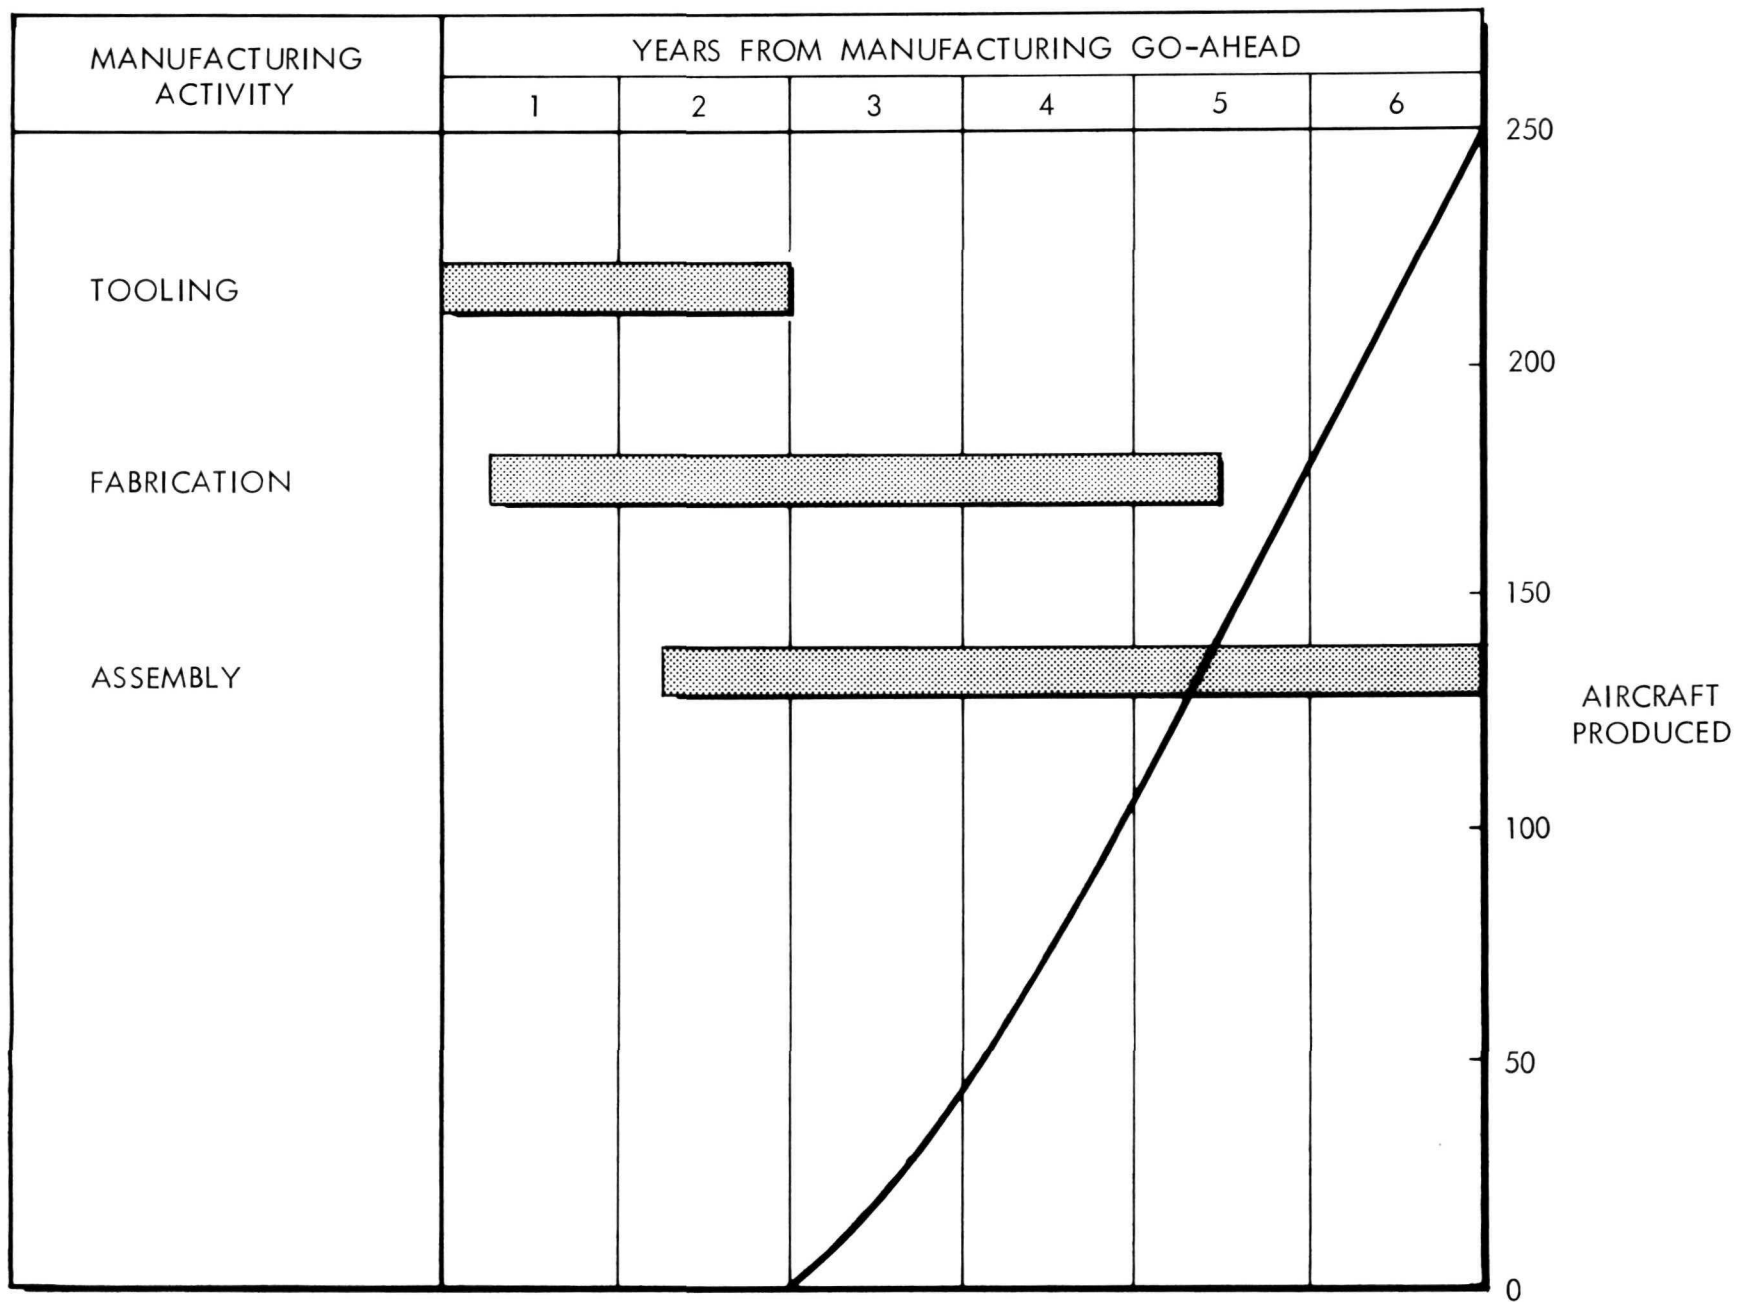 MANUFACTURING
ACTIVITY
YEARS FROM MANUFACTURING GO-AHEAD
1 2 3 4 5 6
250
TOOLING
200
FABRICATION
150
ASSEMBLY
AIRCRAFT
PRODUCED
100
50
0